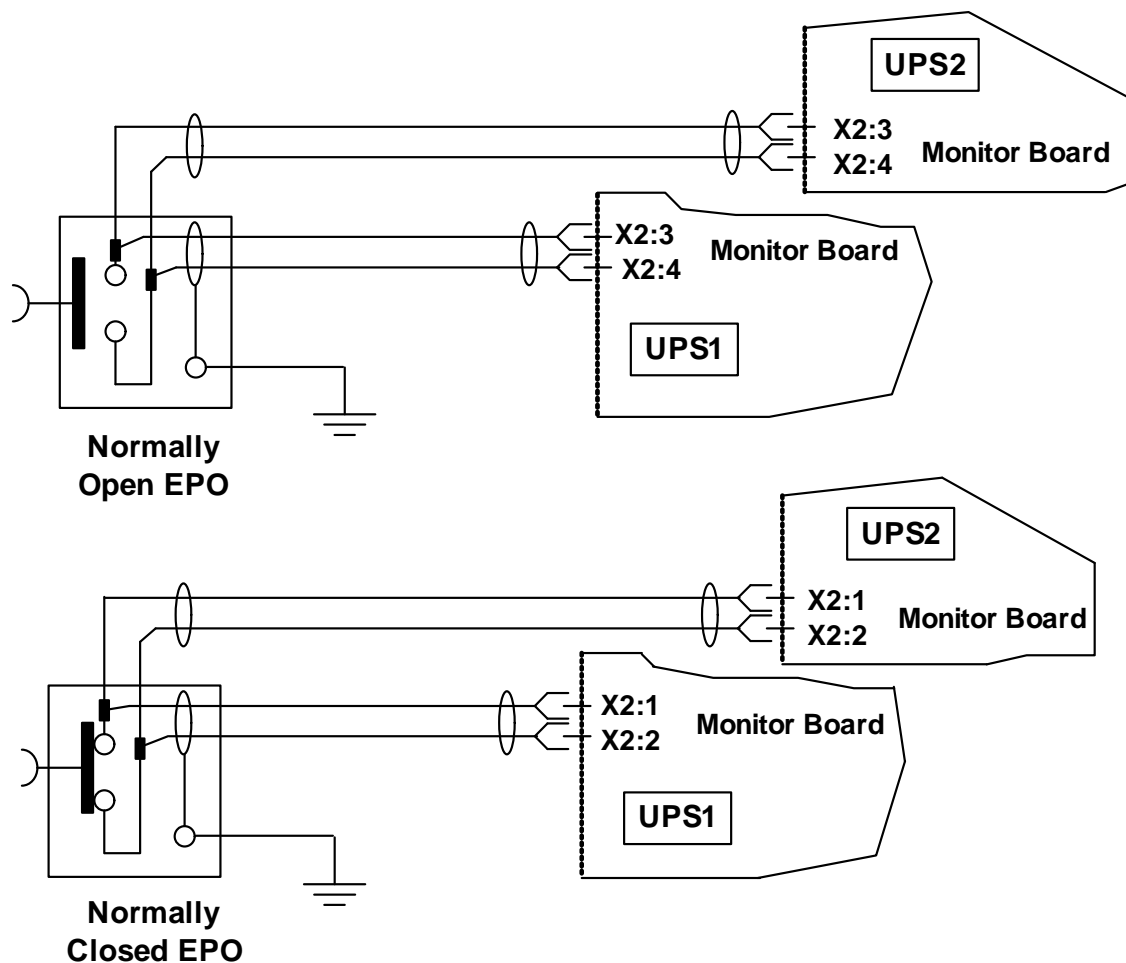 UPS2
X2:3
Monitor Board
X2:4
X2:3
Monitor Board
X2:4
UPS1
Normally
Open EPO
UPS2
X2:1
Monitor Board
X2:2
X2:1
Monitor Board
X2:2
UPS1
Normally
Closed EPO